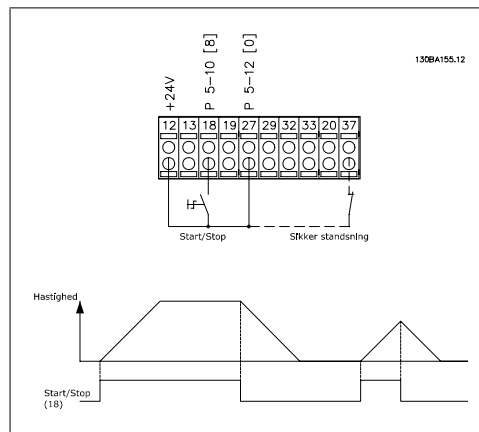 130BA155.12
+24V
P 5-10 [8]
P 5-12 [0]
12 13 18 19 27 29 32 33 20 37
Start/Stop
Sikker standsning
Hastighed
Start/Stop
(18)